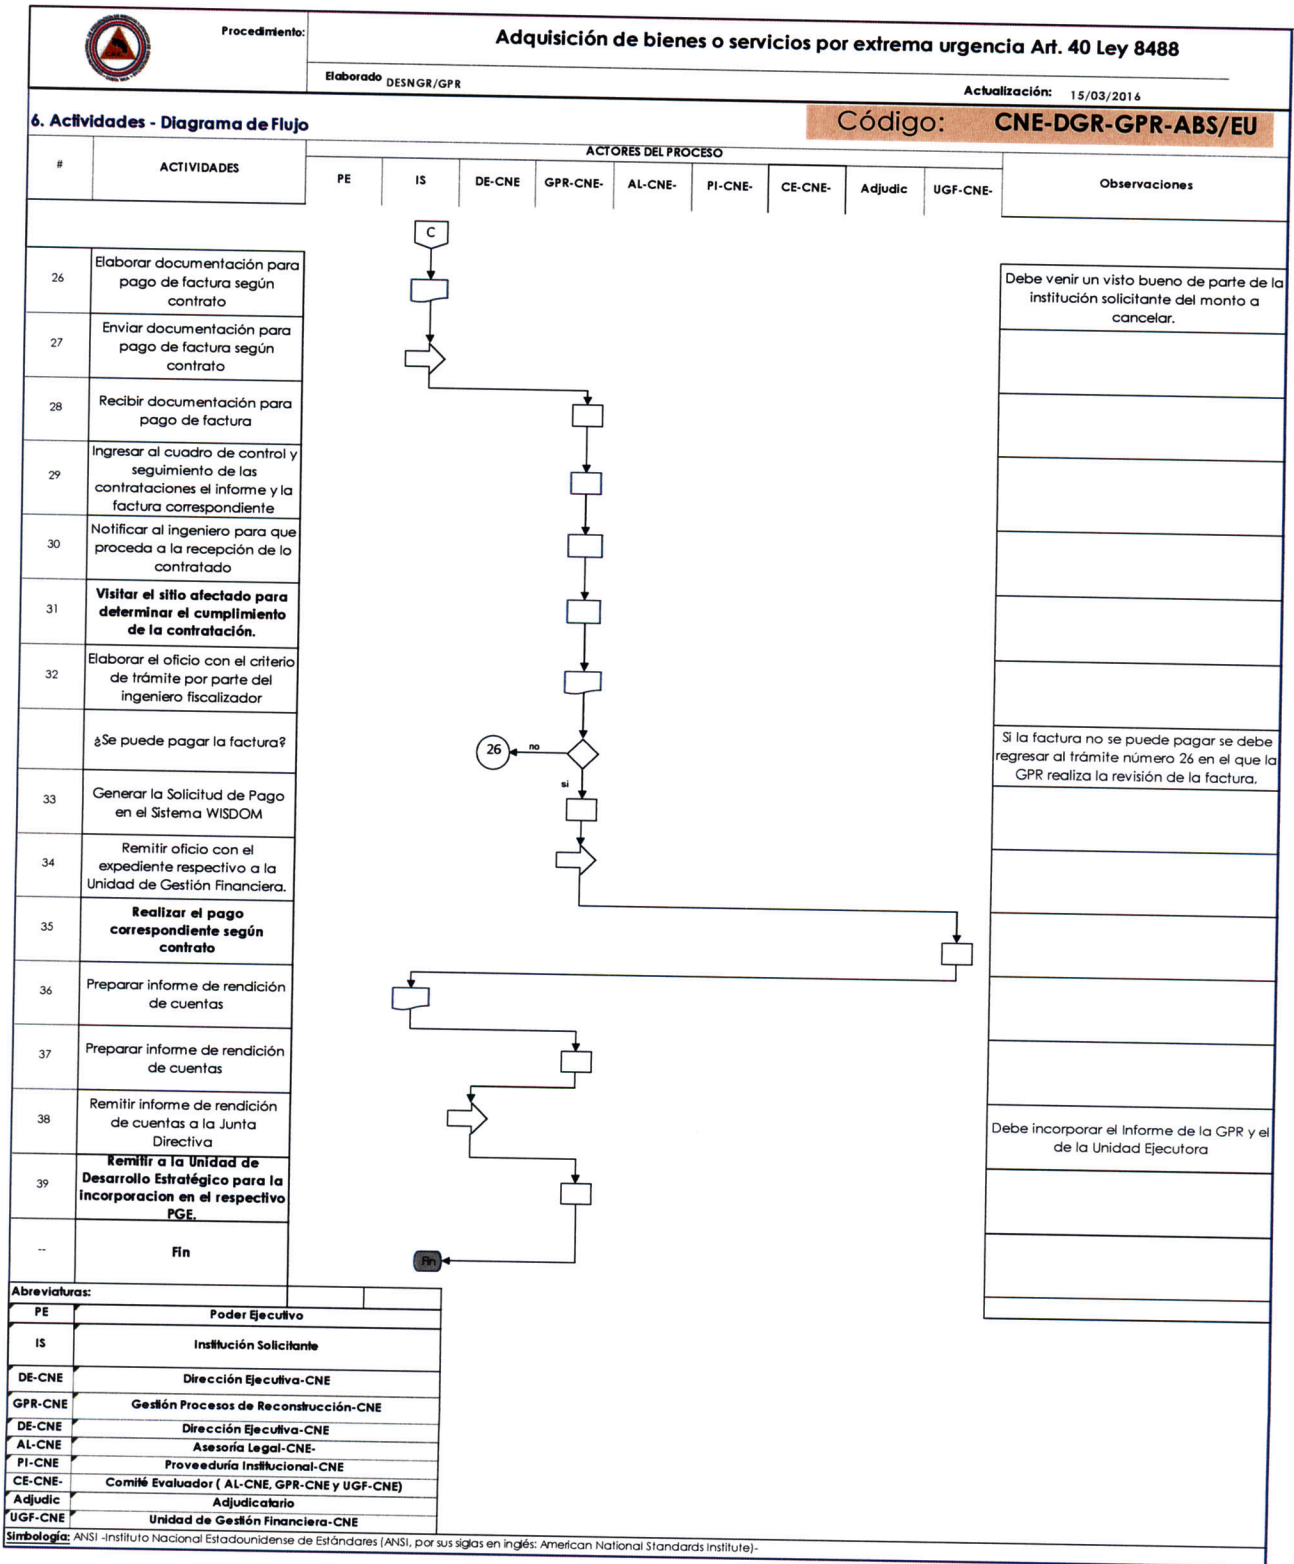 Procedimiento:
Adquisición de bienes o servicios por extrema urgencia Art. 40 Ley 8488
Elaborado DESNGR/GPR
Actualización: 15/03/2016
6. Actividades - Diagrama de Flujo
Código: CNE-DGR-GPR-ABS/EU
# ACTIVIDADES
ACTORES DEL PROCESO
PE IS DE-CNE GPR-CNE- AL-CNE- PI-CNE- CE-CNE- Adjudic UGF-CNE-
Observaciones
C
26
Elaborar documentación para
pago de factura según
contrato
Debe venir un visto bueno de parte de la
institución solicitante del monto a
cancelar.
27
Enviar documentación para
pago de factura según
contrato
28
Recibir documentación para
pago de factura
29
Ingresar al cuadro de control y
seguimiento de las
contrataciones el informe y la
factura correspondiente
30
Notificar al ingeniero para que
proceda a la recepción de lo
contratado
31
Visitar el sitio afectado para
determinar el cumplimiento
de la contratación.
32
Elaborar el oficio con el criterio
de trámite por parte del
ingeniero fiscalizador
¿Se puede pagar la factura?
26
no
si
Si la factura no se puede pagar se debe
regresar al trámite número 26 en el que la
GPR realiza la revisión de la factura.
33
Generar la Solicitud de Pago
en el Sistema WISDOM
34
Remitir oficio con el
expediente respectivo a la
Unidad de Gestión Financiera.
35
Realizar el pago
correspondiente según
contrato
36
Preparar informe de rendición
de cuentas
37
Preparar informe de rendición
de cuentas
38
Remitir informe de rendición
de cuentas a la Junta
Directiva
Debe incorporar el Informe de la GPR y el
de la Unidad Ejecutora
39
Remitir a la Unidad de
Desarrollo Estratégico para la
incorporacion en el respectivo
PGE.
--
Fin
Fin
Abreviaturas:
PE Poder Ejecutivo
IS Institución Solicitante
DE-CNE Dirección Ejecutiva-CNE
GPR-CNE Gestión Procesos de Reconstrucción-CNE
DE-CNE Dirección Ejecutiva-CNE
AL-CNE Asesoría Legal-CNE-
PI-CNE Proveeduría Institucional-CNE
CE-CNE- Comité Evaluador ( AL-CNE, GPR-CNE y UGF-CNE)
Adjudic Adjudicatario
UGF-CNE Unidad de Gestión Financiera-CNE
Simbología: ANSI -Instituto Nacional Estadounidense de Estándares (ANSI, por sus siglas en inglés: American National Standards Institute)-